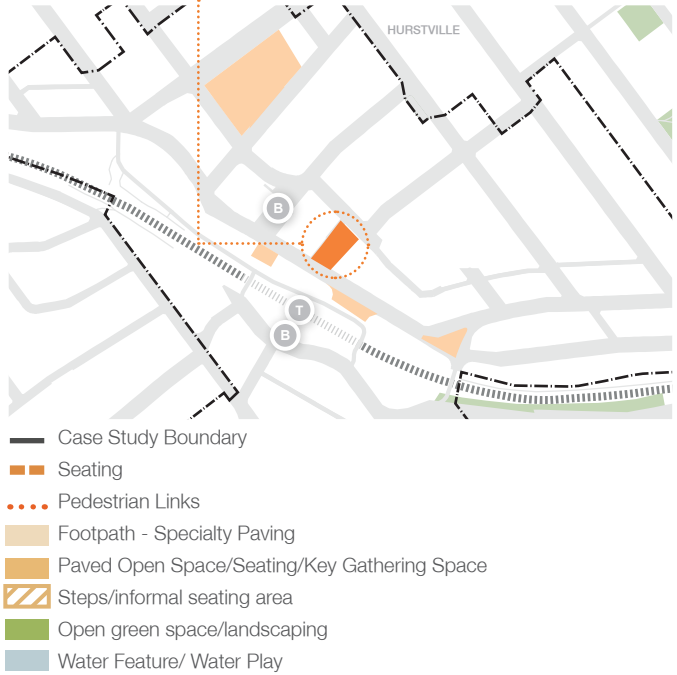 HURSTVILLE
B
T
B
Case Study Boundary
Seating
Pedestrian Links
Footpath - Specialty Paving
Paved Open Space/Seating/Key Gathering Space
Steps/informal seating area
Open green space/landscaping
Water Feature/ Water Play